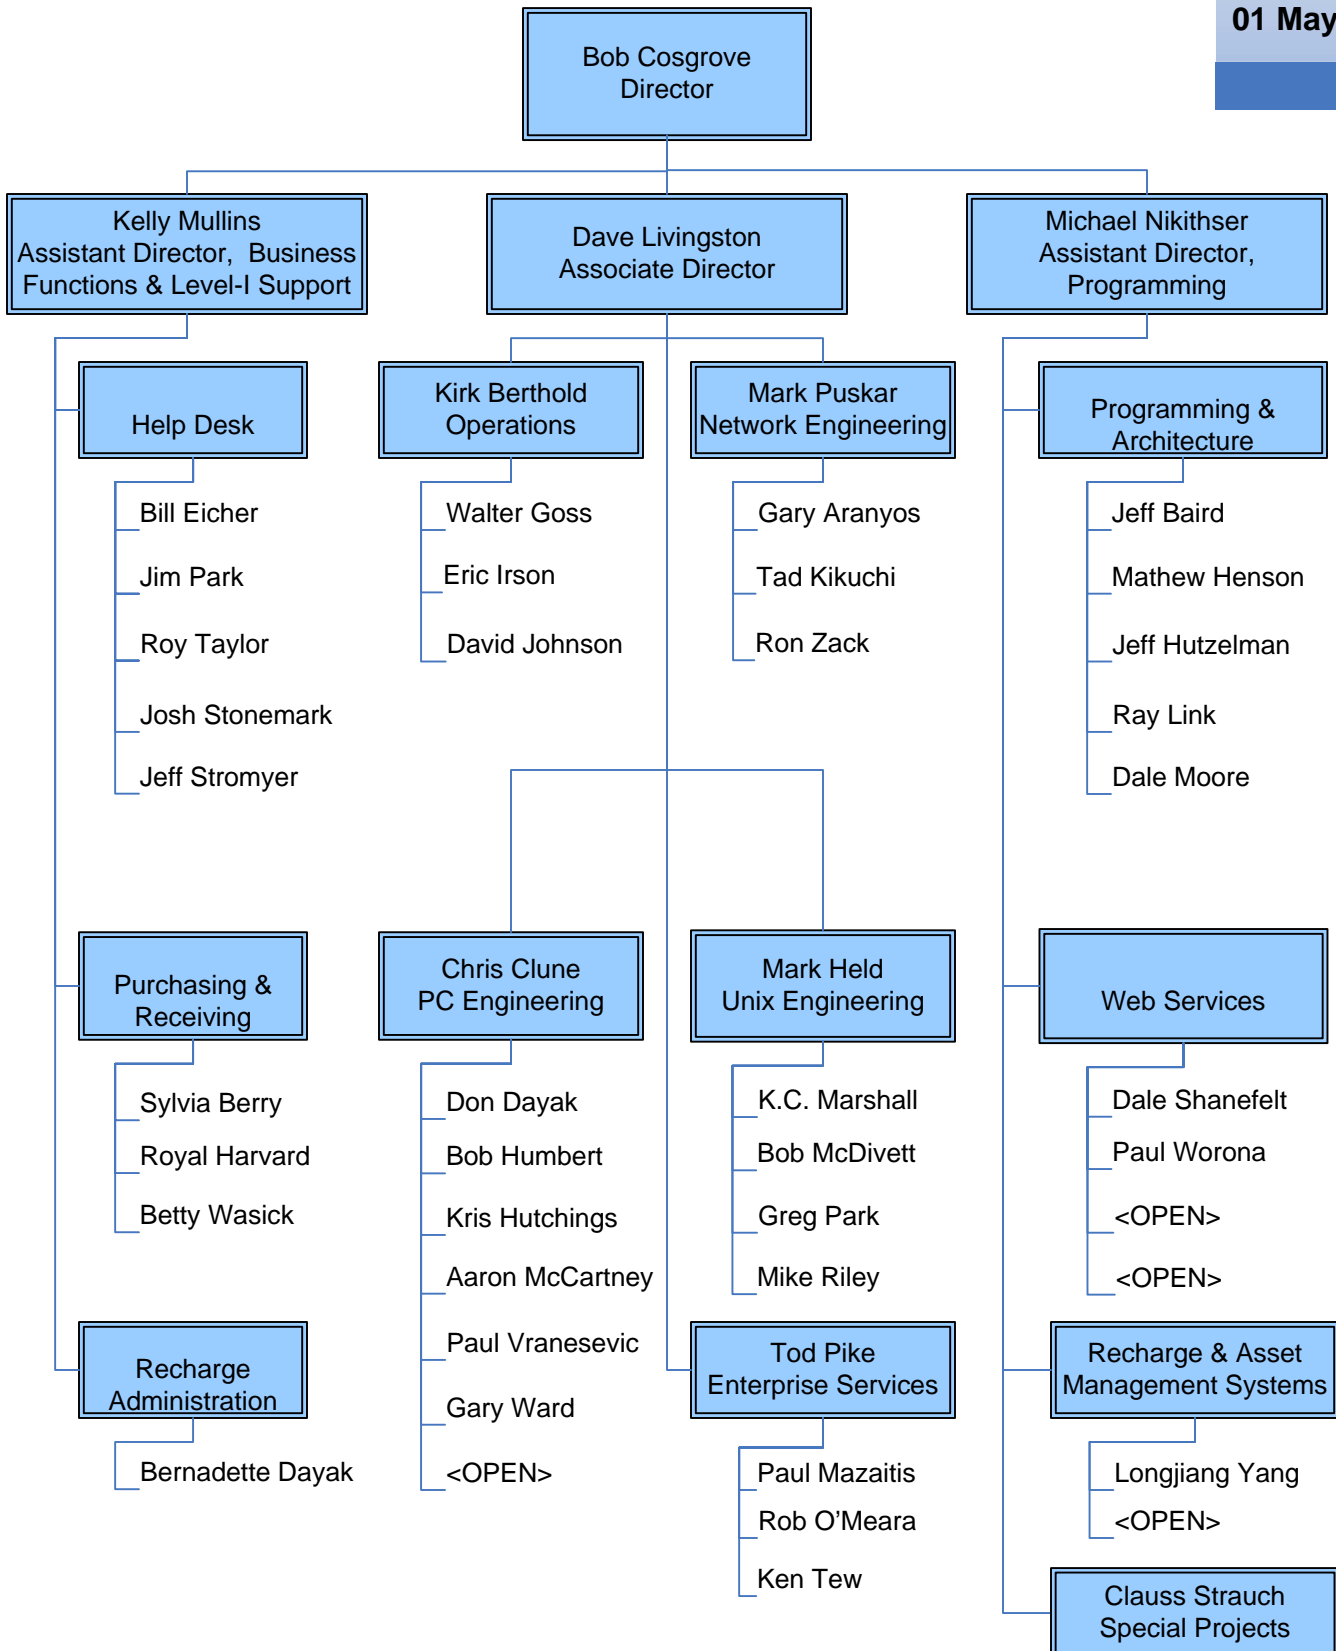 01 May
Bob Cosgrove
Director
Kelly Mullins
Assistant Director, Business
Functions & Level-I Support
Dave Livingston
Associate Director
Michael Nikithser
Assistant Director,
Programming
Help Desk
Bill Eicher
Jim Park
Roy Taylor
Josh Stonemark
Jeff Stromyer
Kirk Berthold
Operations
Walter Goss
Eric Irson
David Johnson
Mark Puskar
Network Engineering
Gary Aranyos
Tad Kikuchi
Ron Zack
Programming &
Architecture
Jeff Baird
Mathew Henson
Jeff Hutzelman
Ray Link
Dale Moore
Purchasing &
Receiving
Sylvia Berry
Royal Harvard
Betty Wasick
Chris Clune
PC Engineering
Don Dayak
Bob Humbert
Kris Hutchings
Aaron McCartney
Paul Vranesevic
Gary Ward
<OPEN>
Mark Held
Unix Engineering
K.C. Marshall
Bob McDivett
Greg Park
Mike Riley
Web Services
Dale Shanefelt
Paul Worona
<OPEN>
<OPEN>
Recharge
Administration
Bernadette Dayak
Tod Pike
Enterprise Services
Paul Mazaitis
Rob O’Meara
Ken Tew
Recharge & Asset
Management Systems
Longjiang Yang
<OPEN>
Clauss Strauch
Special Projects